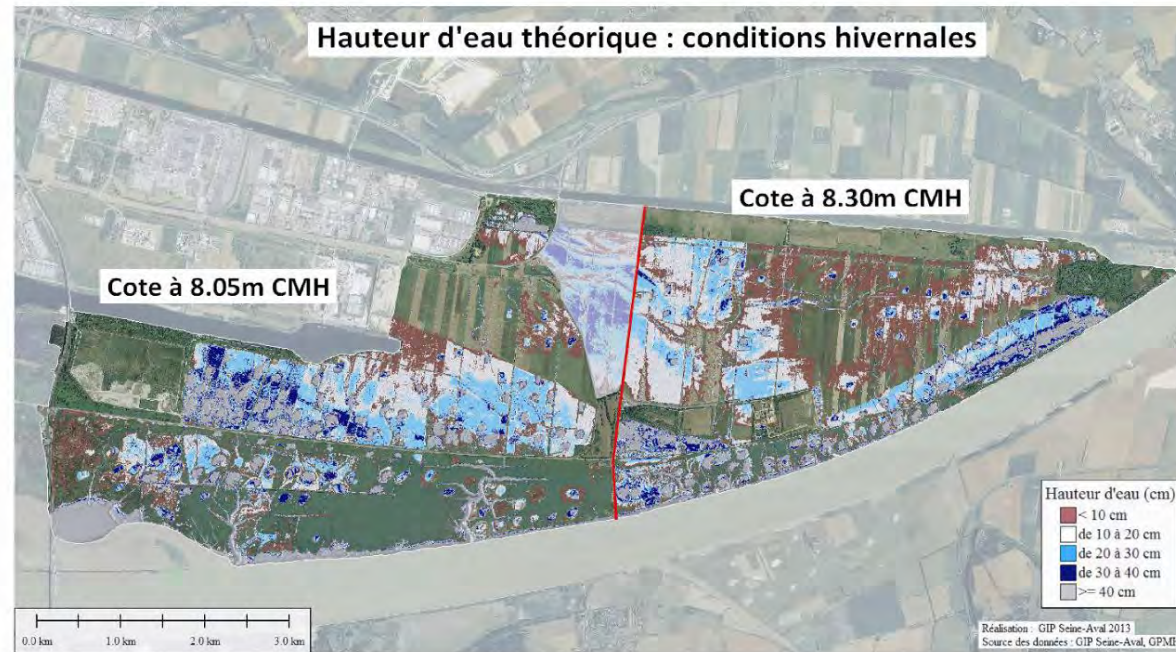 Hauteur d'eau théorique : conditions hivernales
Cote à 8.30m CMH
Cote à 8.05m CMH
Hauteur d'eau (cm)
< 10 cm
de 10 à 20 cm
de 20 à 30 cm
de 30 à 40 cm
>= 40 cm
0.0 km 1.0 km 2.0 km 3.0 km
Réalisation : GIP Seine-Aval 2013
Source des données : GIP Seine-Aval, GPMH